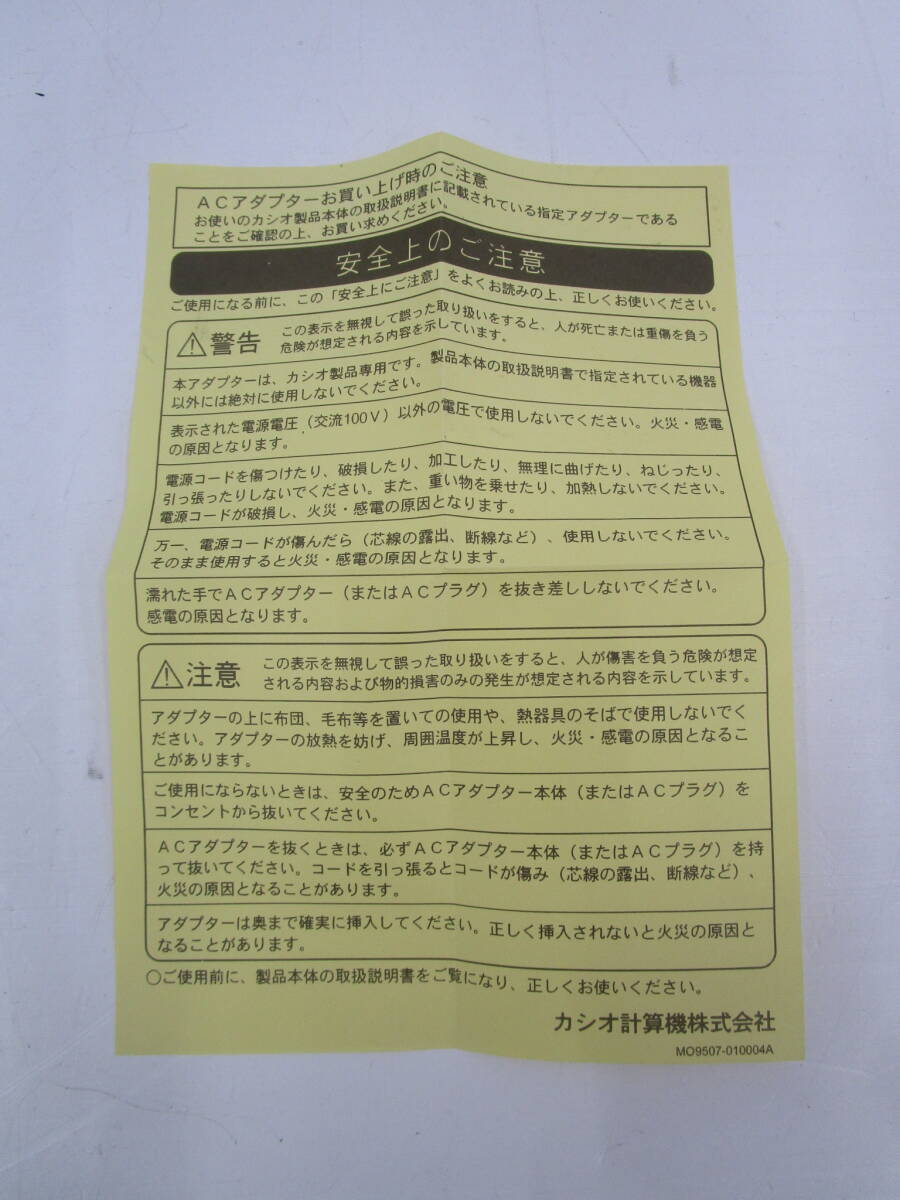 ACアダプターお買い上げ時のご注意
お使いのカシオ製品本体の取扱説明書に記載されている指定アダプターである
ことをご確認の上、お買い求めください。
安全上のご注意
ご使用になる前に、この「安全上にご注意」をよくお読みの上、正しくお使いください。
警告
この表示を無視して誤った取り扱いをすると、人が死亡または重傷を負う
危険が想定される内容を示しています。
本アダプターは、カシオ製品専用です。製品本体の取扱説明書で指定されている機器
以外には絶対に使用しないでください。
表示された電源電圧(交流100V)以外の電圧で使用しないでください。火災・感電
の原因となります。
電源コードを傷つけたり、破損したり、加工したり、無理に曲げたり、ねじったり、
引っ張ったりしないでください。また、重い物を乗せたり、加熱しないでください。
電源コードが破損し、火災・感電の原因となります。
万一、電源コードが傷んだら(芯線の露出、断線など)、使用しないでください。
そのまま使用すると火災・感電の原因となります。
濡れた手でACアダプター(またはACプラグ)を抜き差ししないでください。
感電の原因となります。
注意
この表示を無視して誤った取り扱いをすると、人が傷害を負う危険が想定
される内容および物的損害のみの発生が想定される内容を示しています。
アダプターの上に布団、毛布等を置いての使用や、熱器具のそばで使用しないでく
ださい。アダプターの放熱を妨げ、周囲温度が上昇し、火災・感電の原因となるこ
とがあります。
ご使用にならないときは、安全のためACアダプター本体(またはACプラグ)を
コンセントから抜いてください。
ACアダプターを抜くときは、必ずACアダプター本体(またはACプラグ)を持
って抜いてください。コードを引っ張るとコードが傷み(芯線の露出、断線など)、
火災の原因となることがあります。
アダプターは奥まで確実に挿入してください。正しく挿入されないと火災の原因と
なることがあります。
○ご使用前に、製品本体の取扱説明書をご覧になり、正しくお使いください。
カシオ計算機株式会社
MO9507-010004A